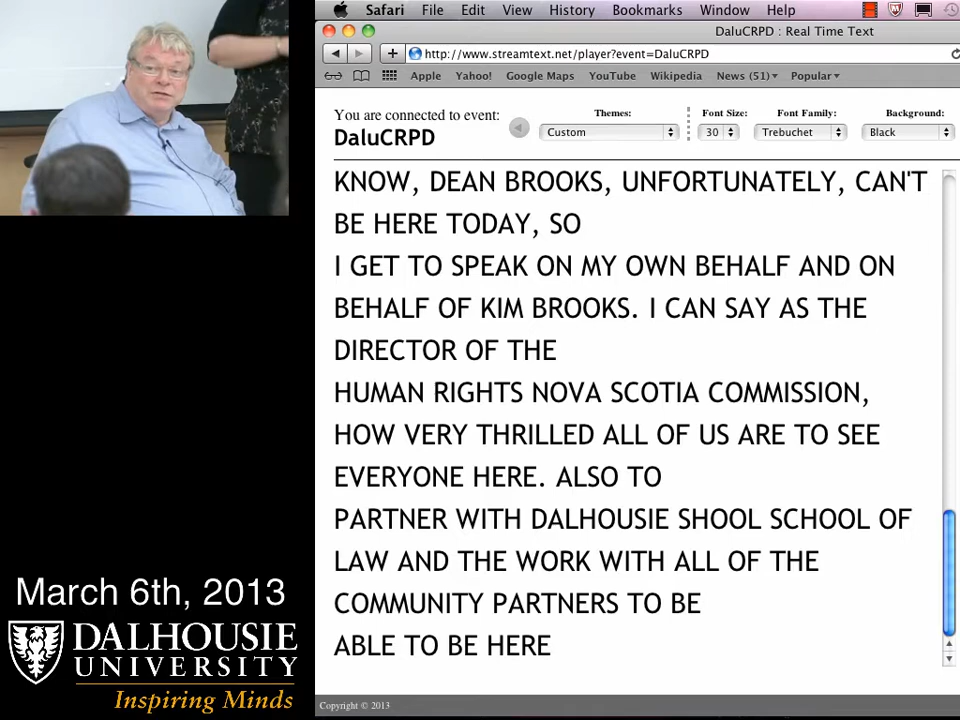 Safari File Edit View History Bookmarks Window Help
DaluCRPD : Real Time Text
http://www.streamtext.net/player?event=DaluCRPD
Apple Yahoo! Google Maps YouTube Wikipedia News (51) Popular
You are connected to event:
DaluCRPD
Themes: Font Size: Font Family: Background:
Custom 30 Trebuchet Black
KNOW, DEAN BROOKS, UNFORTUNATELY, CAN'T
BE HERE TODAY, SO
I GET TO SPEAK ON MY OWN BEHALF AND ON
BEHALF OF KIM BROOKS. I CAN SAY AS THE
DIRECTOR OF THE
HUMAN RIGHTS NOVA SCOTIA COMMISSION,
HOW VERY THRILLED ALL OF US ARE TO SEE
EVERYONE HERE. ALSO TO
PARTNER WITH DALHOUSIE SHOOL SCHOOL OF
LAW AND THE WORK WITH ALL OF THE
COMMUNITY PARTNERS TO BE
ABLE TO BE HERE
Copyright © 2013
March 6th, 2013
DALHOUSIE
UNIVERSITY
Inspiring Minds